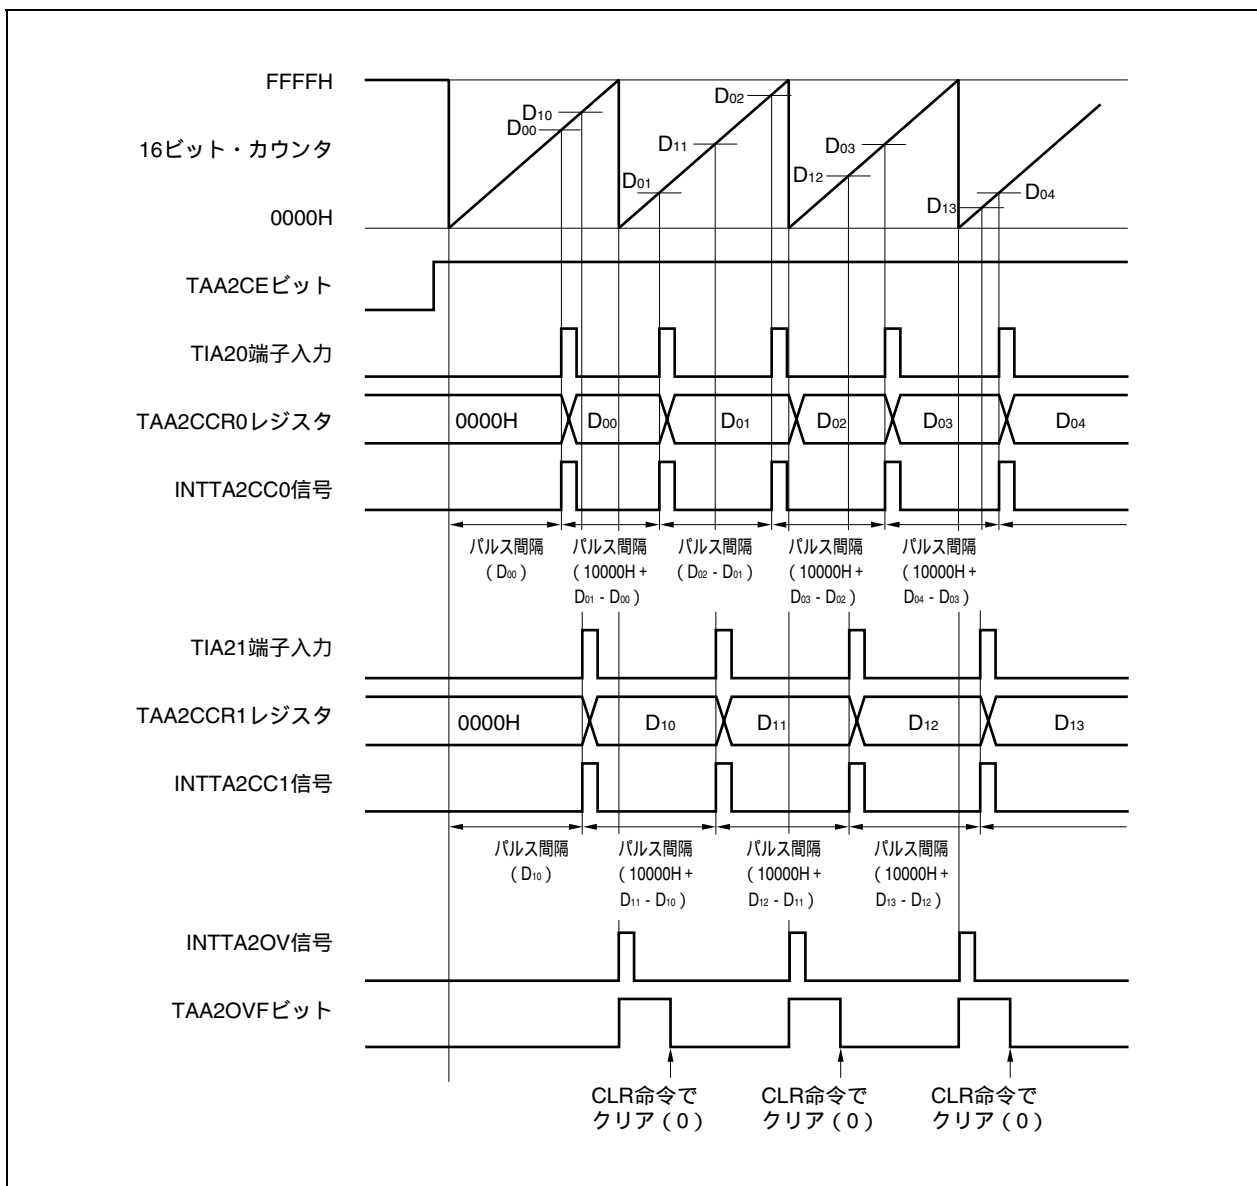 FFFFH
16ビット・カウンタ
0000H
D10
D00
D01
D11
D02
D12
D03
D13
D04
TAA2CEビット
TIA20端子入力
TAA2CCR0レジスタ
0000H
D00
D01
D02
D03
D04
INTTA2CC0信号
パルス間隔
(D00)
パルス間隔
(10000H +
D01 - D00)
パルス間隔
(D02 - D01)
パルス間隔
(10000H +
D03 - D02)
パルス間隔
(10000H +
D04 - D03)
TIA21端子入力
TAA2CCR1レジスタ
0000H
D10
D11
D12
D13
INTTA2CC1信号
パルス間隔
(D10)
パルス間隔
(10000H +
D11 - D10)
パルス間隔
(10000H +
D12 - D11)
パルス間隔
(10000H +
D13 - D12)
INTTA2OV信号
TAA2OVFビット
CLR命令で
クリア(0)
CLR命令で
クリア(0)
CLR命令で
クリア(0)